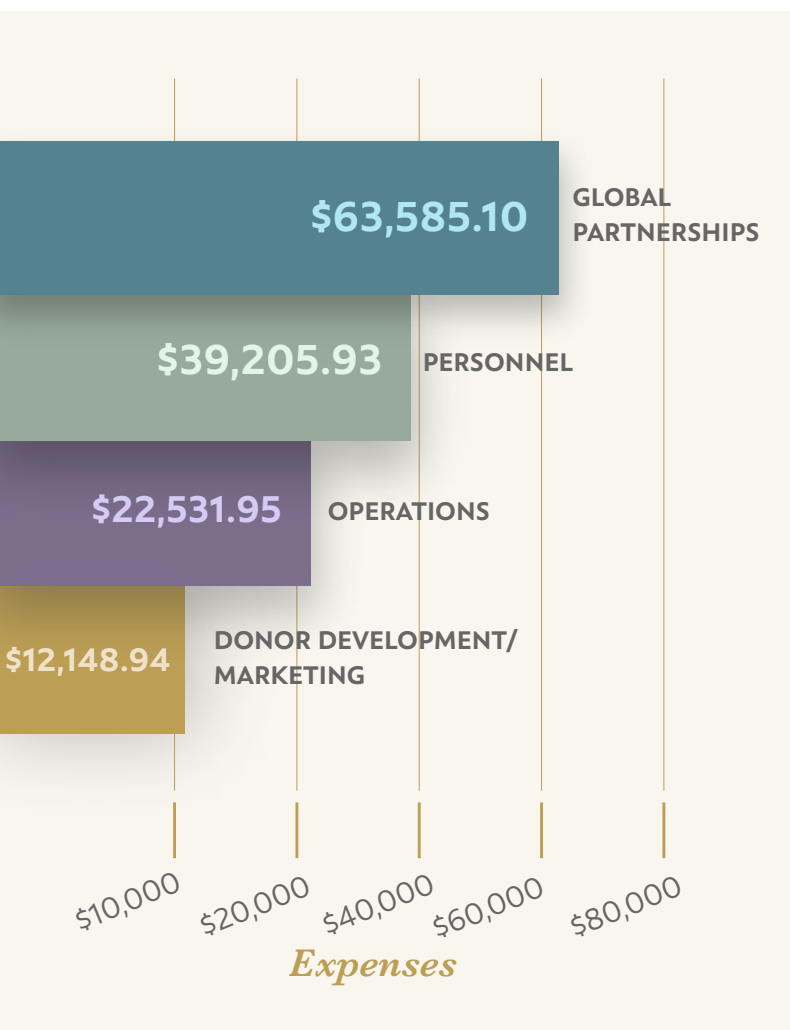 $63,585.10
GLOBAL
PARTNERSHIPS
$39,205.93 PERSONNEL
$22,531.95 OPERATIONS
$12,148.94
DONOR DEVELOPMENT/
MARKETING
$10,000 $20,000 $40,000 $60,000 $80,000
Expenses